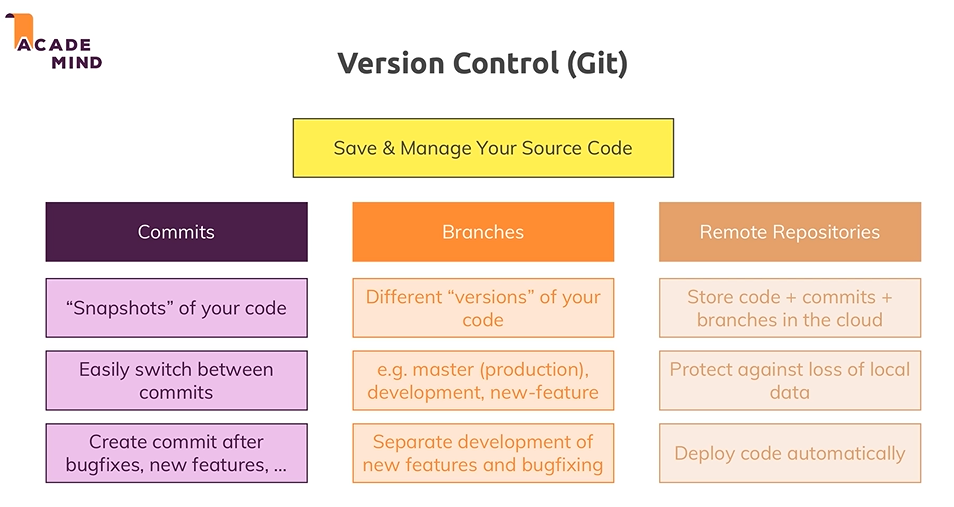 ACADE
MIND
Version Control (Git)
Save & Manage Your Source Code
Commits
“Snapshots” of your code
Easily switch between
commits
Create commit after
bugfixes, new features, ...
Branches
Different “versions” of your
code
e.g. master (production),
development, new-feature
Separate development of
new features and bugfixing
Remote Repositories
Store code + commits +
branches in the cloud
Protect against loss of local
data
Deploy code automatically